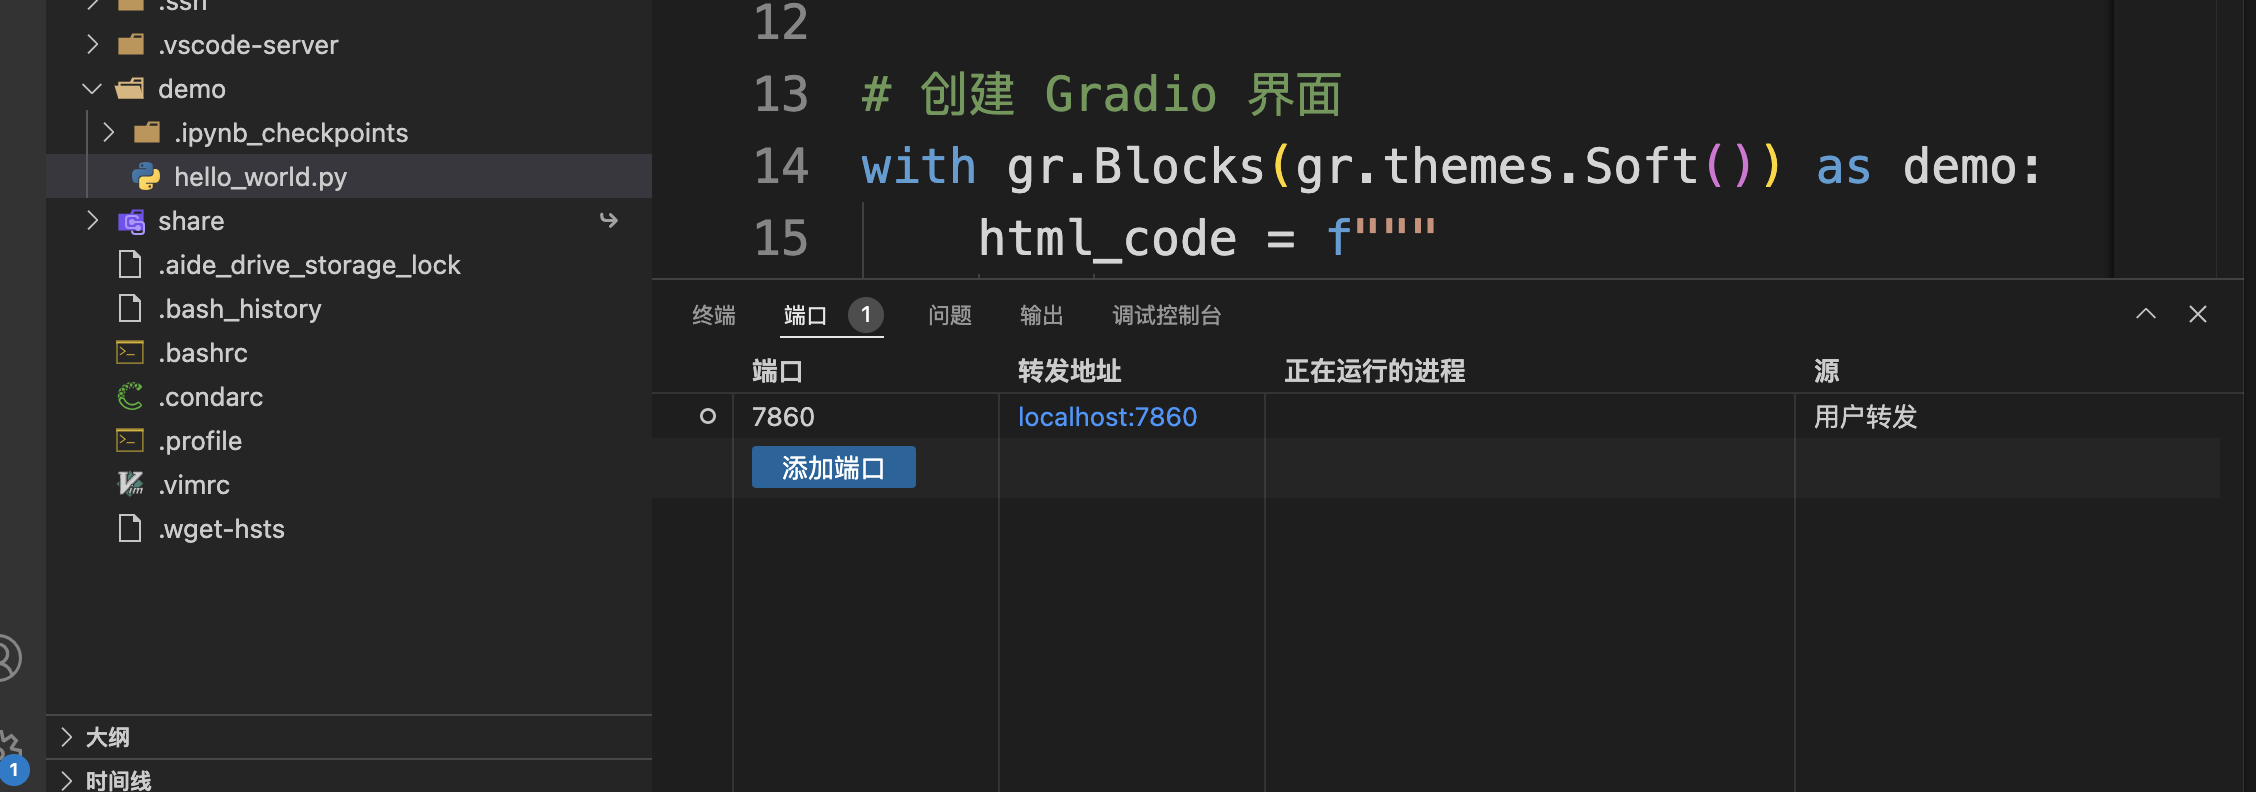 .ssh
.vscode-server
demo
.ipynb_checkpoints
hello_world.py
share
.aide_drive_storage_lock
.bash_history
.bashrc
.condarc
.profile
.vimrc
.wget-hsts
大纲
时间线
1
12
13 # 创建 Gradio 界面
14 with gr.Blocks(gr.themes.Soft()) as demo:
15 html_code = f"""
终端 端口 1 问题 输出 调试控制台
端口 转发地址 正在运行的进程 源
7860 localhost:7860 用户转发
添加端口